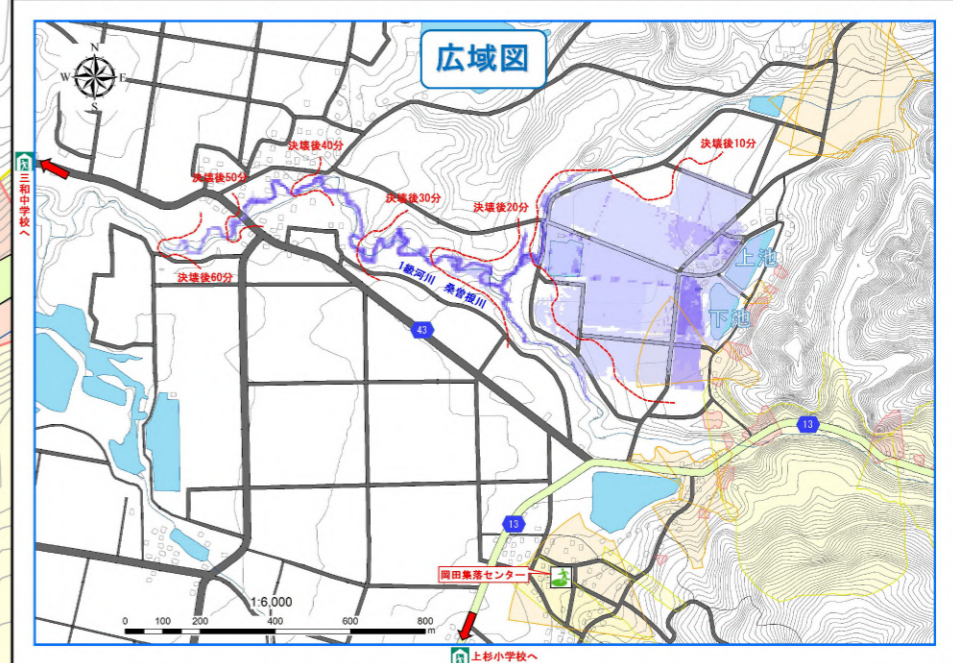 広域図
N
W E
S
決壊後10分
決壊後40分
三和中学校へ
決壊後50分
決壊後30分
決壊後20分
上池
決壊後60分
1級河川 桑曽根川
下池
43
13
13
岡田集落センター
1:6,000
0 100 200 400 600 800
m
上杉小学校へ